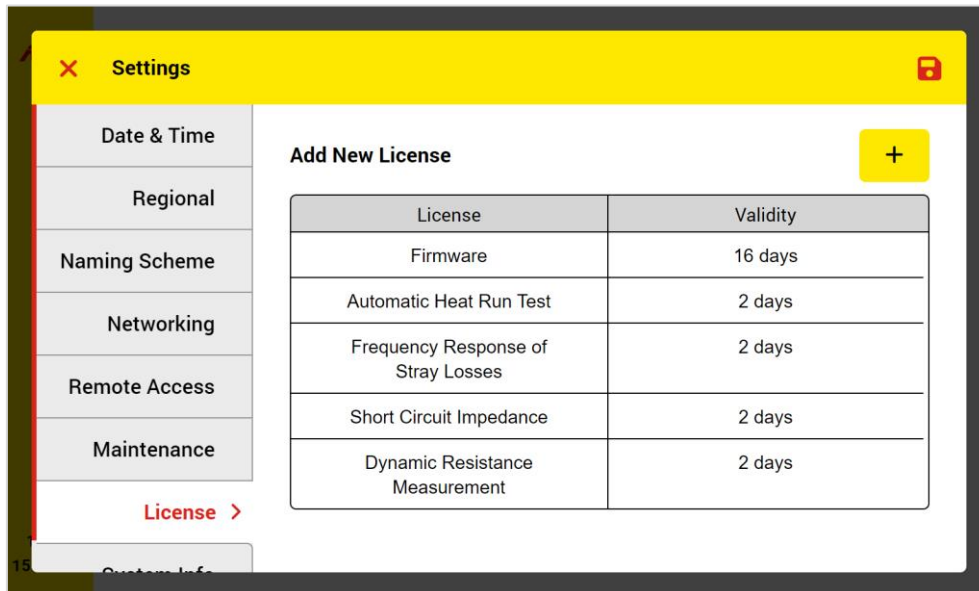 Settings
Date & Time
Regional
Naming Scheme
Networking
Remote Access
Maintenance
License >
Add New License
+
License Validity
Firmware 16 days
Automatic Heat Run Test 2 days
Frequency Response of 2 days
Stray Losses
Short Circuit Impedance 2 days
Dynamic Resistance 2 days
Measurement
15